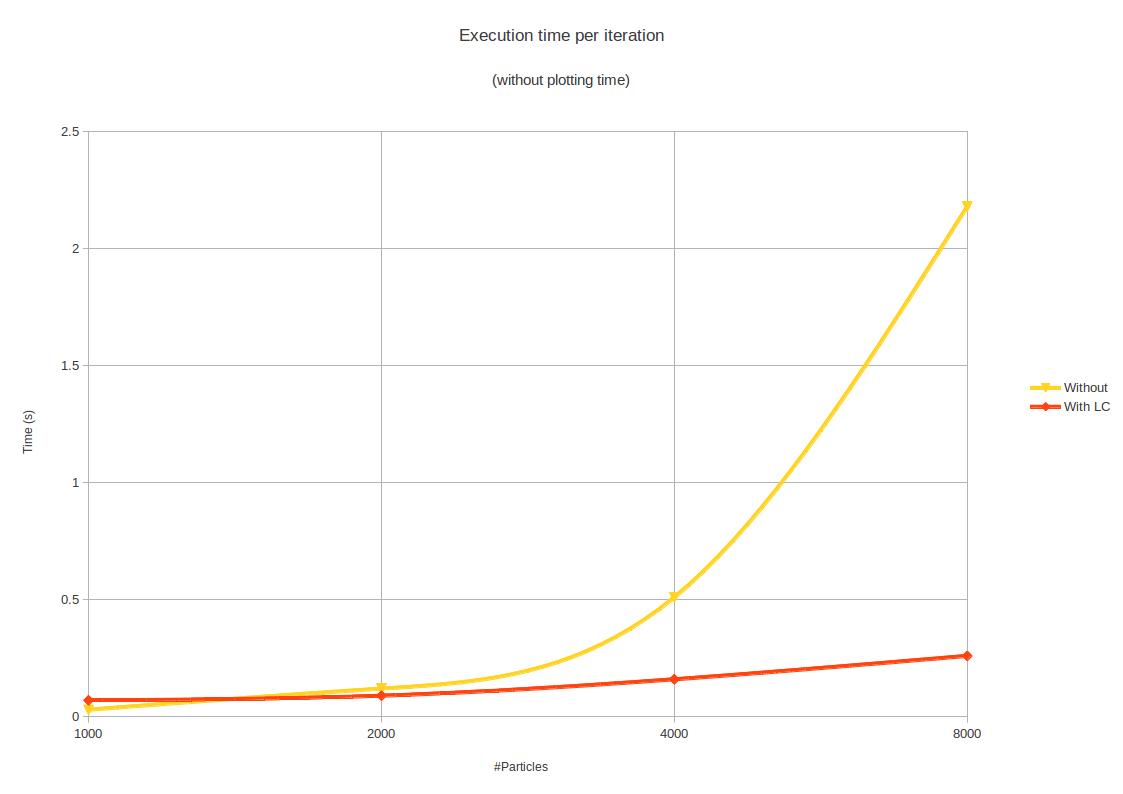 Execution time per iteration
(without plotting time)
2.5
2
1.5
1
0.5
0
Time (s)
1000 2000 4000 8000
#Particles
Without
With LC